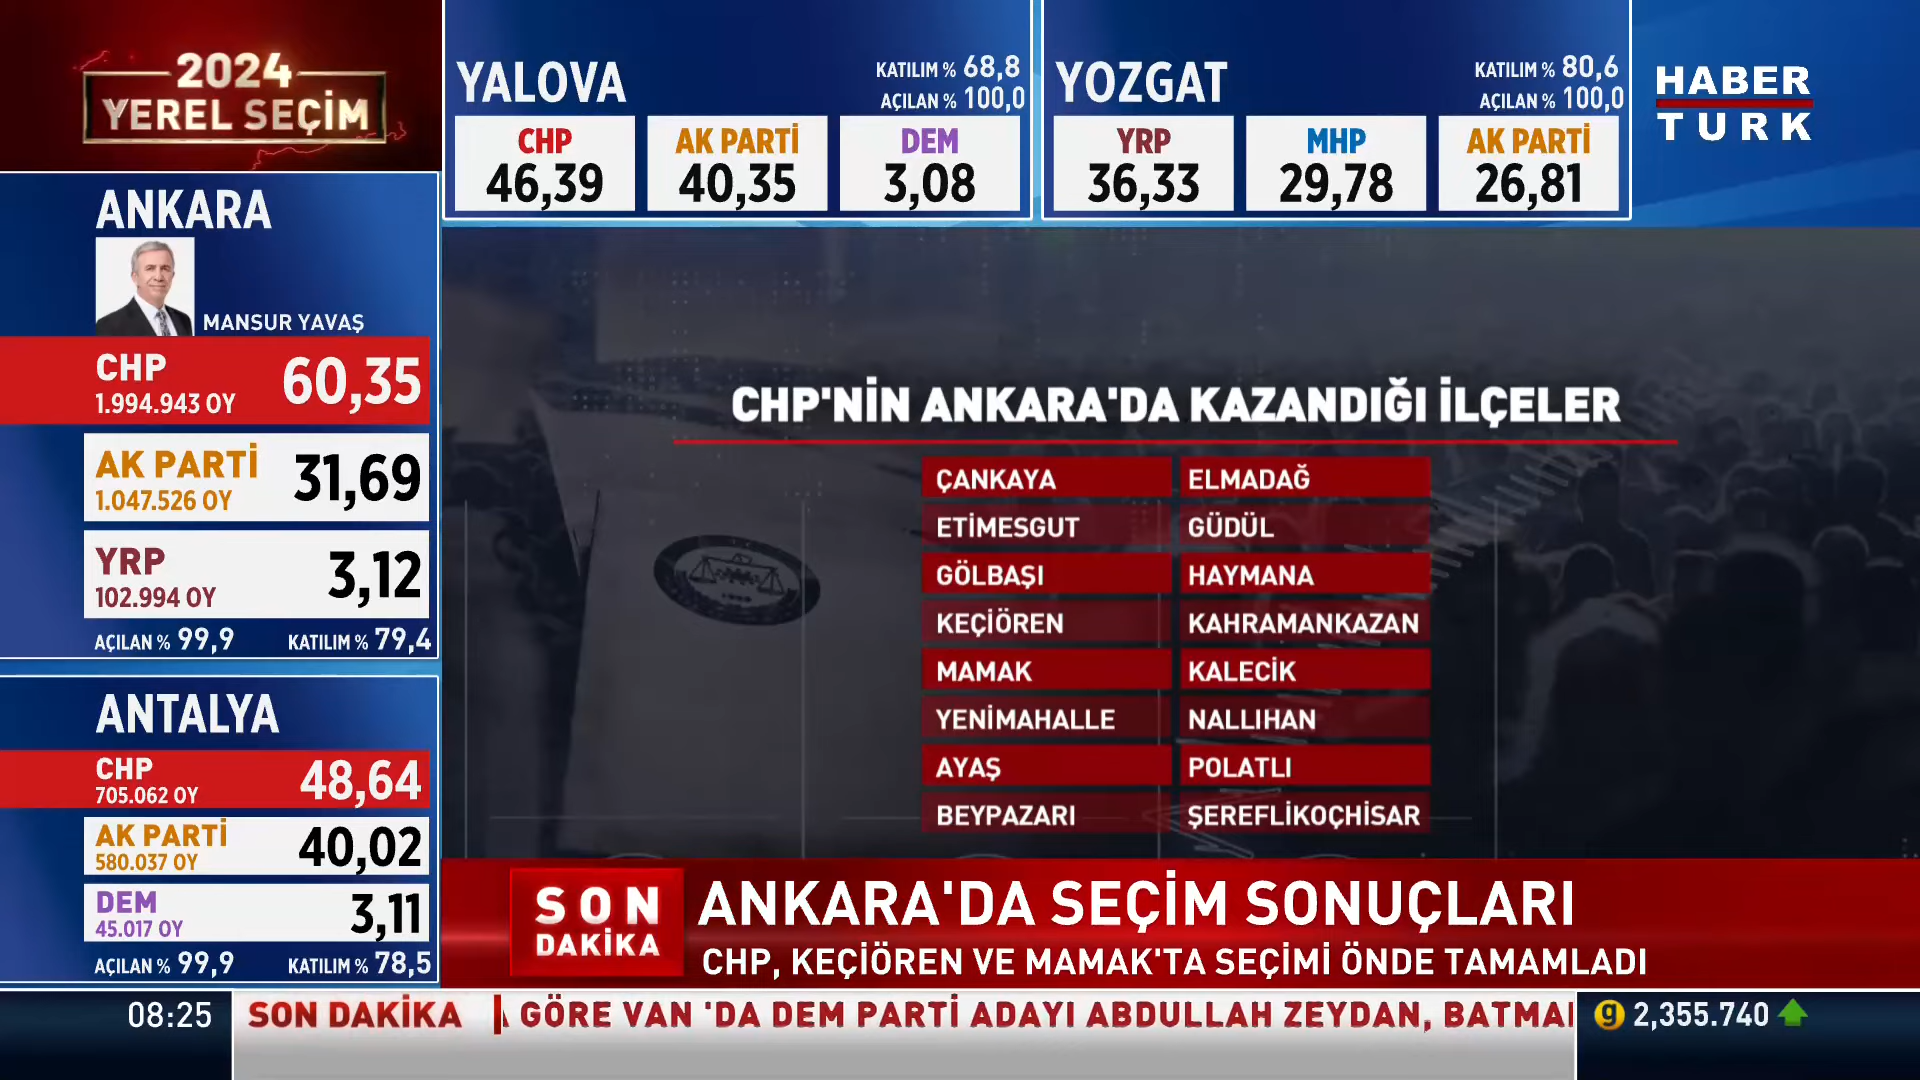 2024
YEREL SEÇİM
YALOVA
KATILIM % 68,8
AÇILAN % 100,0
CHP
46,39
AK PARTİ
40,35
DEM
3,08
YOZGAT
KATILIM % 80,6
AÇILAN % 100,0
YRP
36,33
MHP
29,78
AK PARTİ
26,81
HABER
TURK
ANKARA
MANSUR YAVAŞ
CHP
1.994.943 OY
60,35
AK PARTİ
1.047.526 OY
31,69
YRP
102.994 OY
3,12
AÇILAN % 99,9
KATILIM % 79,4
ANTALYA
CHP
705.062 OY
48,64
AK PARTİ
580.037 OY
40,02
DEM
45.017 OY
3,11
AÇILAN % 99,9
KATILIM % 78,5
CHP'NİN ANKARA'DA KAZANDIĞI İLÇELER
ÇANKAYA
ELMADAĞ
ETİMESGUT
GÜDÜL
GÖLBAŞI
HAYMANA
KEÇİÖREN
KAHRAMANKAZAN
MAMAK
KALECİK
YENİMAHALLE
NALLIHAN
AYAŞ
POLATLI
BEYPAZARI
ŞEREFLİKOÇHİSAR
SON
DAKİKA
ANKARA'DA SEÇİM SONUÇLARI
CHP, KEÇİÖREN VE MAMAK'TA SEÇİMİ ÖNDE TAMAMLADI
08:25
SON DAKİKA
GÖRE VAN 'DA DEM PARTİ ADAYI ABDULLAH ZEYDAN, BATMA
g 2,355.740